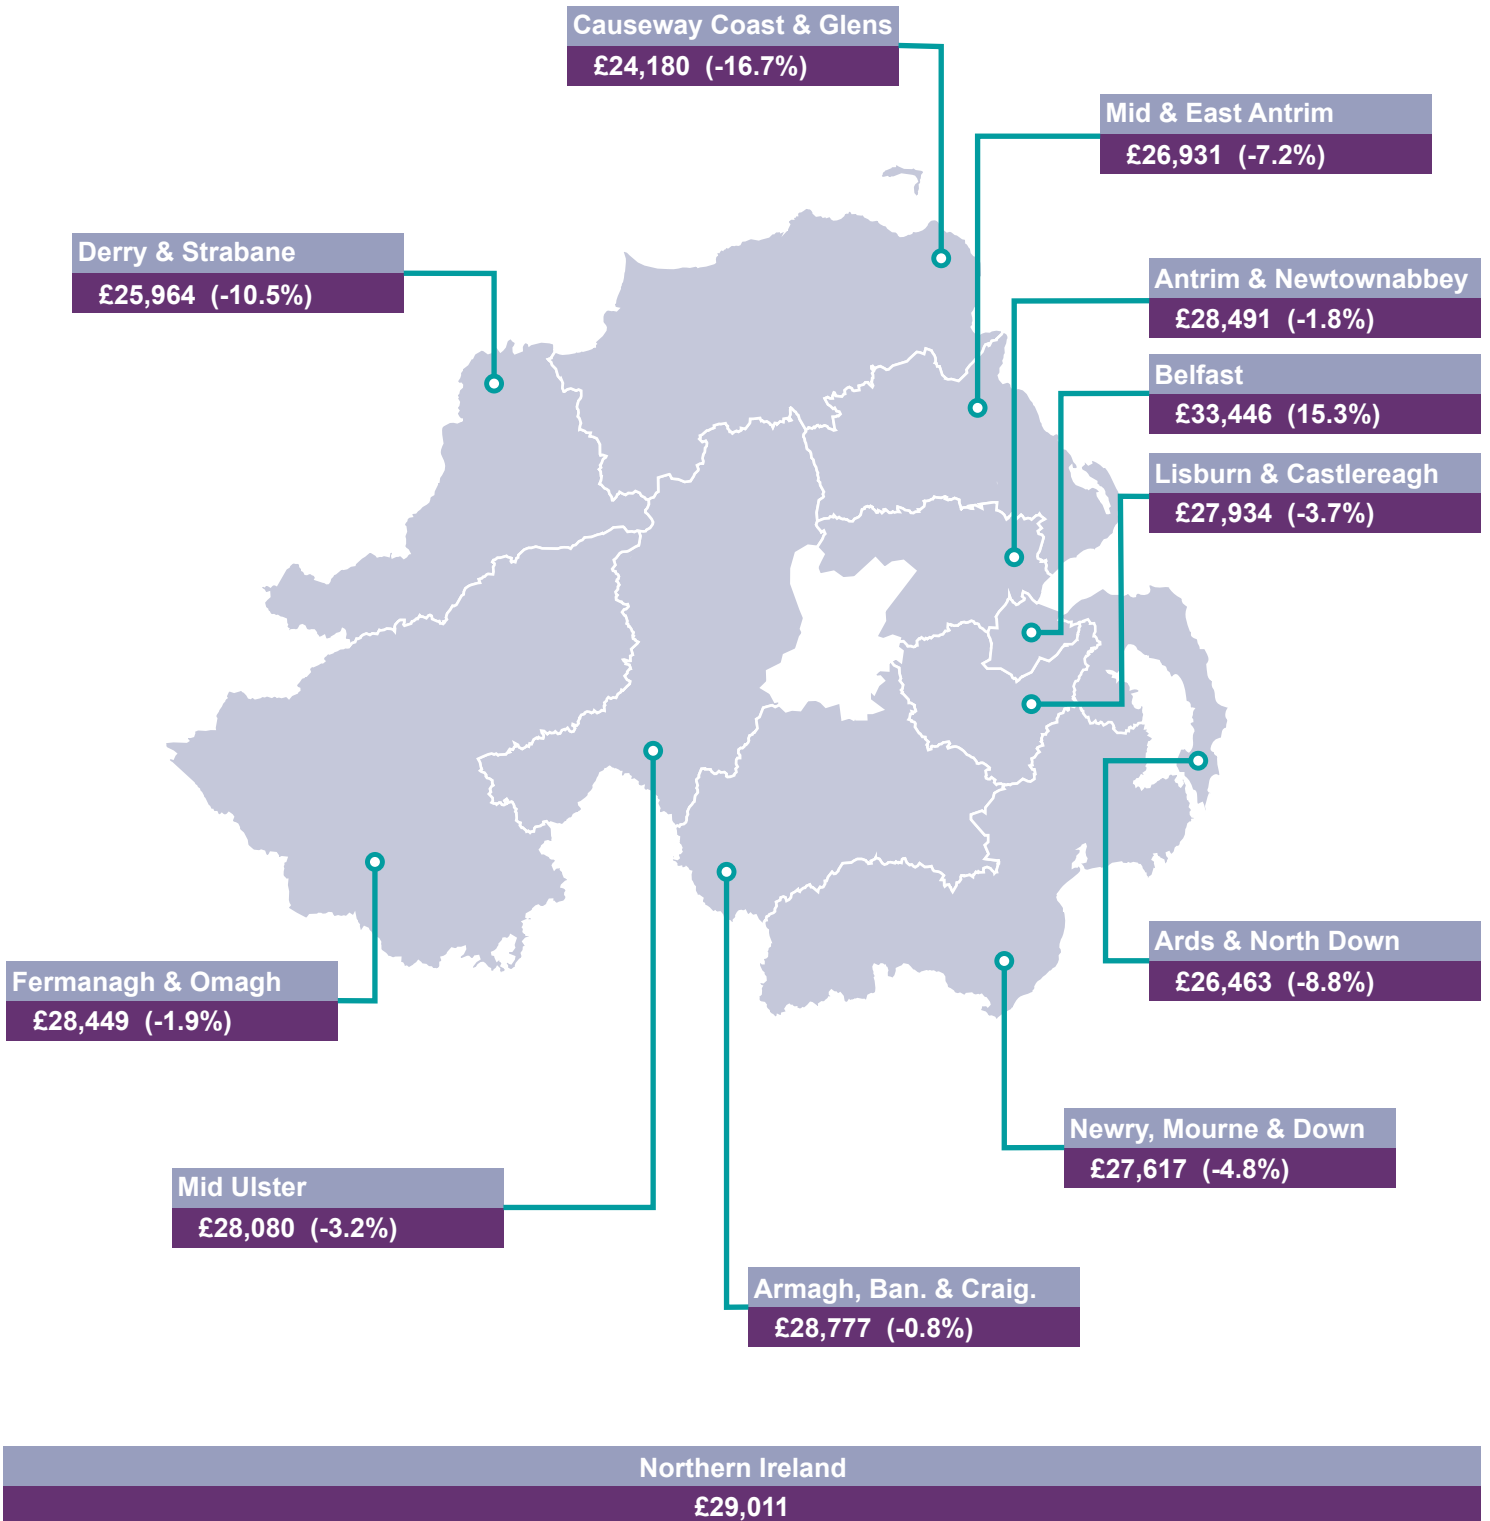 Causeway Coast & Glens
£24,180 (-16.7%)
Mid & East Antrim
£26,931 (-7.2%)
Derry & Strabane
£25,964 (-10.5%)
Antrim & Newtownabbey
£28,491 (-1.8%)
Belfast
£33,446 (15.3%)
Lisburn & Castlereagh
£27,934 (-3.7%)
Ards & North Down
£26,463 (-8.8%)
Fermanagh & Omagh
£28,449 (-1.9%)
Newry, Mourne & Down
£27,617 (-4.8%)
Mid Ulster
£28,080 (-3.2%)
Armagh, Ban. & Craig.
£28,777 (-0.8%)
Northern Ireland
£29,011